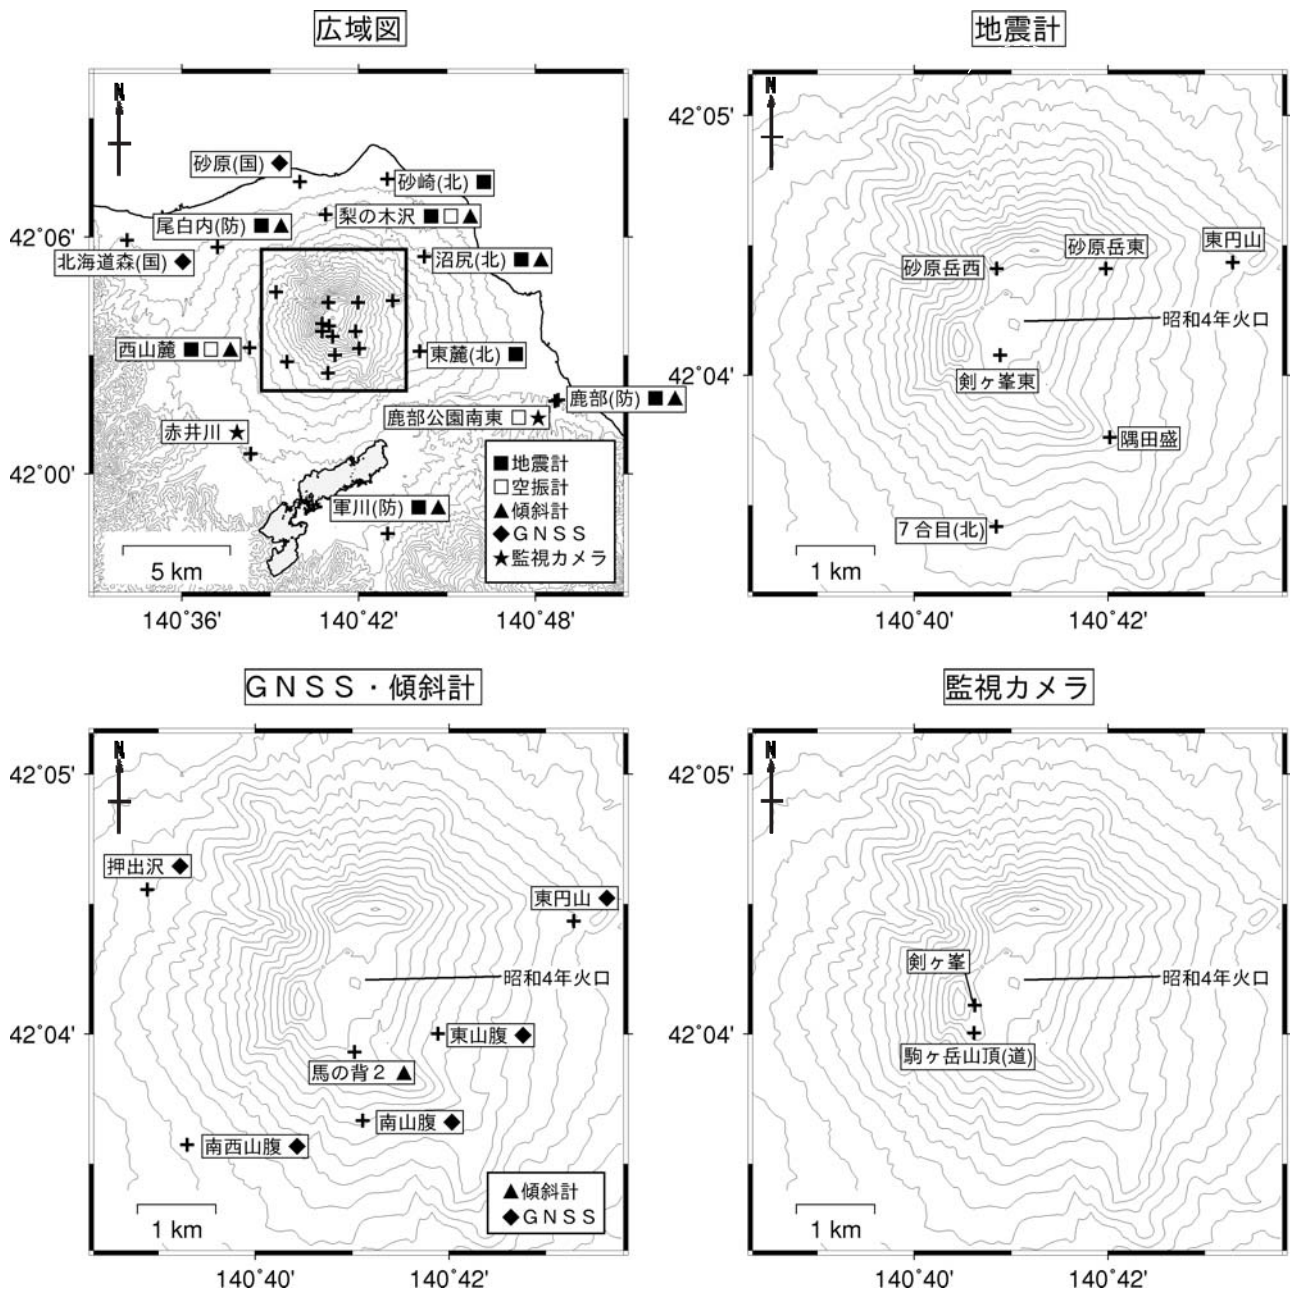 広域図
N
砂原(国)◆
砂崎(北)■
尾白内(防)■▲
梨の木沢■□▲
42˚06'
北海道森(国)◆
沼尻(北)■▲
西山麓■□▲
東麓(北)■
鹿部(防)■▲
鹿部公園南東□★
赤井川★
42˚00'
軍川(防)■▲
■地震計
□空振計
▲傾斜計
◆GNSS
★監視カメラ
5 km
140˚36' 140˚42' 140˚48'
地震計
N
42˚05'
東円山
砂原岳東
砂原岳西
昭和4年火口
42˚04'
剣ヶ峯東
隅田盛
7合目(北)
1 km
140˚40' 140˚42'
GNSS・傾斜計
N
42˚05'
押出沢◆
東円山◆
昭和4年火口
42˚04'
東山腹◆
馬の背2▲
南山腹◆
南西山腹◆
▲傾斜計
◆GNSS
1 km
140˚40' 140˚42'
監視カメラ
N
42˚05'
剣ヶ峯
昭和4年火口
42˚04'
駒ヶ岳山頂(道)
1 km
140˚40' 140˚42'